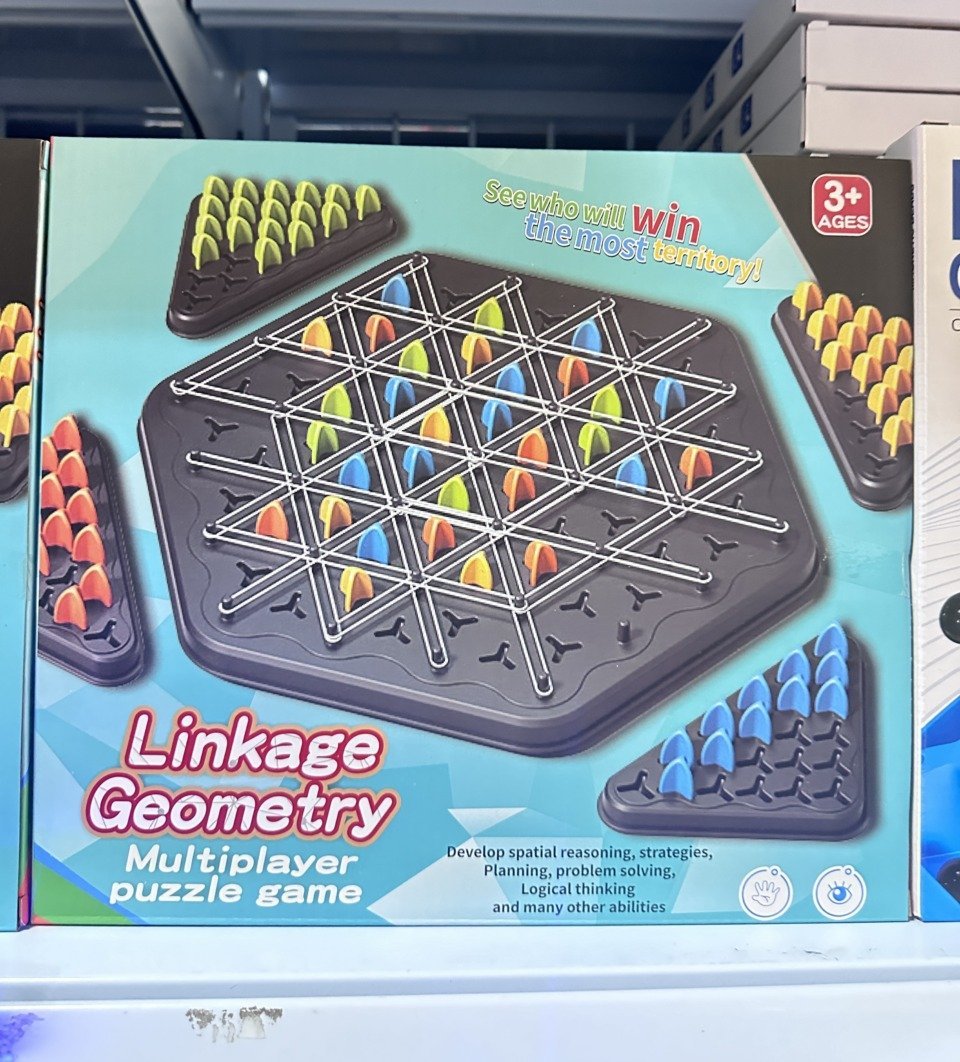 See who will win
the most territory!
3+
AGES
Linkage
Geometry
Multiplayer
puzzle game
Develop spatial reasoning, strategies,
Planning, problem solving,
Logical thinking
and many other abilities